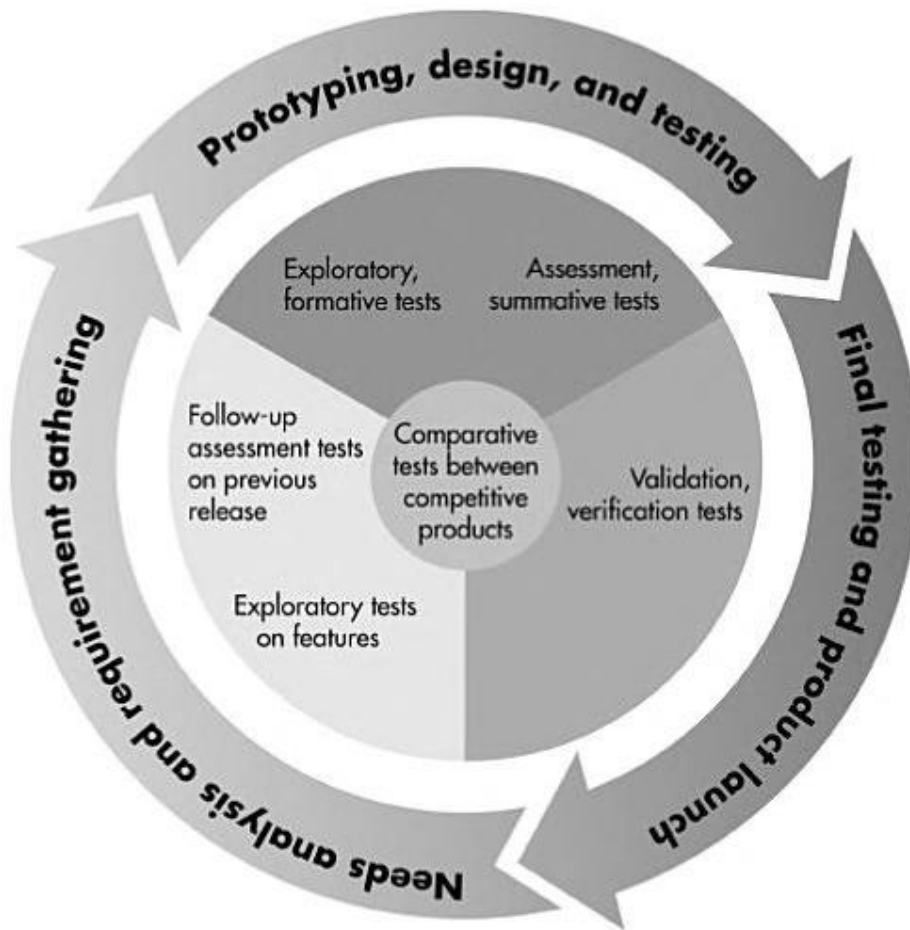 Prototyping, design, and testing
Final testing and product launch
Needs analysis and requirement gathering
Exploratory,
formative tests
Assessment,
summative tests
Follow-up
assessment tests
on previous
release
Comparative
tests between
competitive
products
Validation,
verification tests
Exploratory tests
on features